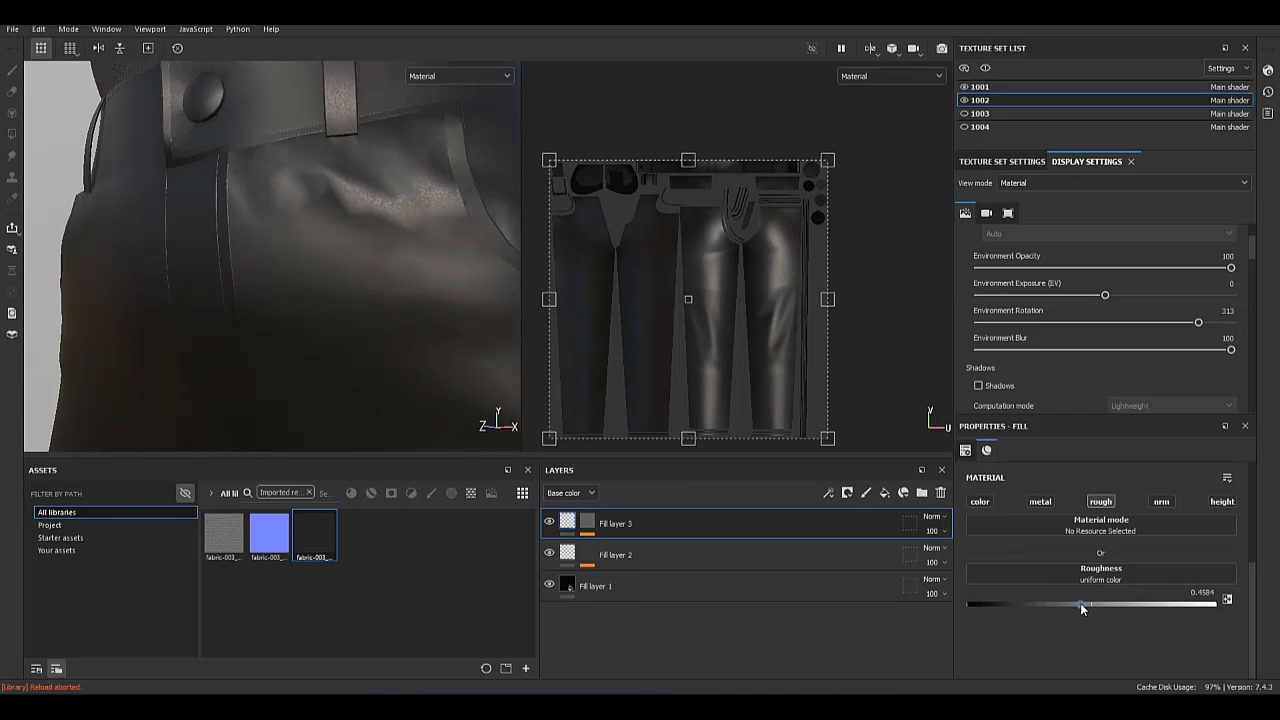 File Edit Mode Window Viewport JavaScript Python Help
Material
Material
Z X Y
V U
TEXTURE SET LIST
Settings
1001 Main shader
1002 Main shader
1003 Main shader
1004 Main shader
TEXTURE SET SETTINGS DISPLAY SETTINGS
View mode Material
Auto
Environment Opacity 100
Environment Exposure (EV) 0
Environment Rotation 313
Environment Blur 100
Shadows
Shadows
Computation mode Lightweight
PROPERTIES - FILL
MATERIAL
color metal rough nrm height
Material mode
No Resource Selected
Or
Roughness
uniform color
0.4584
ASSETS
FILTER BY PATH
All libraries
Project
Starter assets
Your assets
All lil Imported re... Se...
fabric-003_... fabric-003_... fabric-003_...
LAYERS
Base color
Fill layer 3 Norm 100
Fill layer 2 Norm 100
Fill layer 1 Norm 100
[Library] Reload aborted.
Cache Disk Usage: 97% | Version: 7.4.3